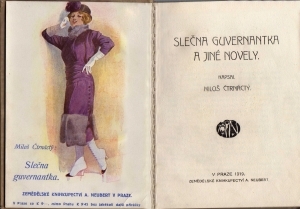 Miloš Čtrnáctý:
Slečna
guvernantka.
ZEMĚDĚLSKÉ KNIHKUPECTVÍ A. NEUBERT V PRAZE.
SLEČNA GUVERNANTKA
A JINÉ NOVELY.
NAPSAL
MILOŠ ČTRNÁCTÝ.
V PRAZE 1919.
ZEMĚDĚLSKÉ KNIHKUPECTVÍ A. NEUBERT